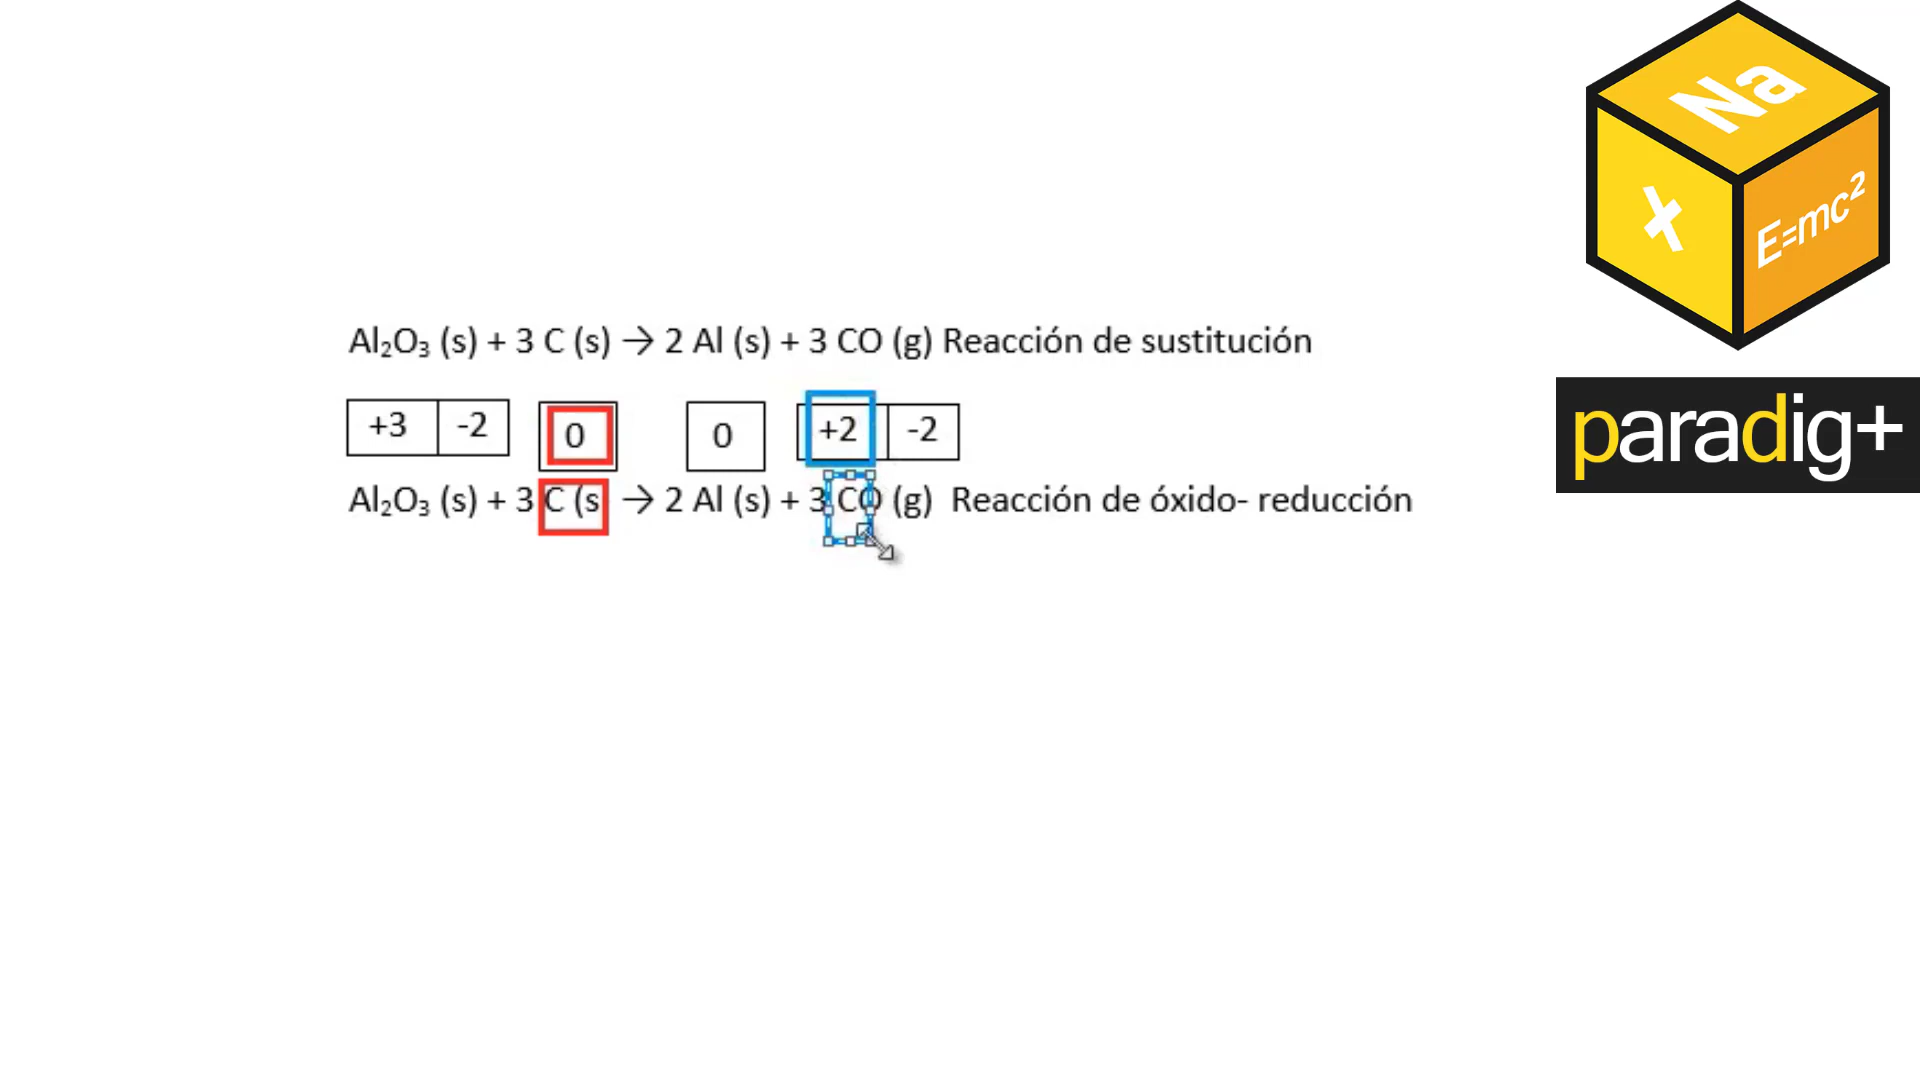 Na
x
E=mc²
paradig+
Al₂O₃ (s) + 3 C (s) → 2 Al (s) + 3 CO (g) Reacción de sustitución
+3 -2 0 0 +2 -2
Al₂O₃ (s) + 3 C (s → 2 Al (s) + 3 CO (g) Reacción de óxido- reducción